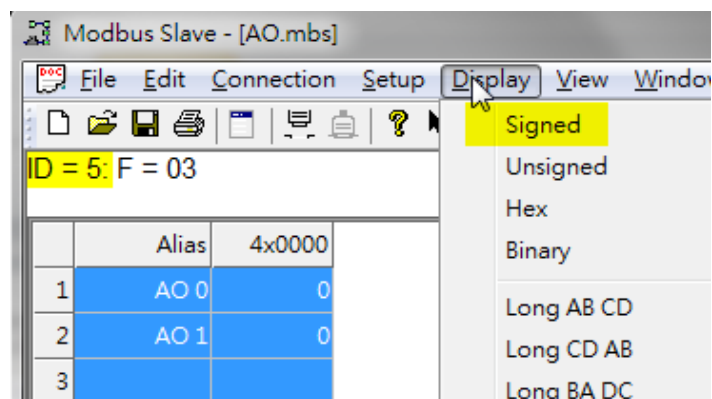 Modbus Slave - [AO.mbs]
File Edit Connection Setup Display View Window
ID = 5: F = 03
Alias 4x0000
1 AO 0 0
2 AO 1 0
3
Signed
Unsigned
Hex
Binary
Long AB CD
Long CD AB
Long BA DC